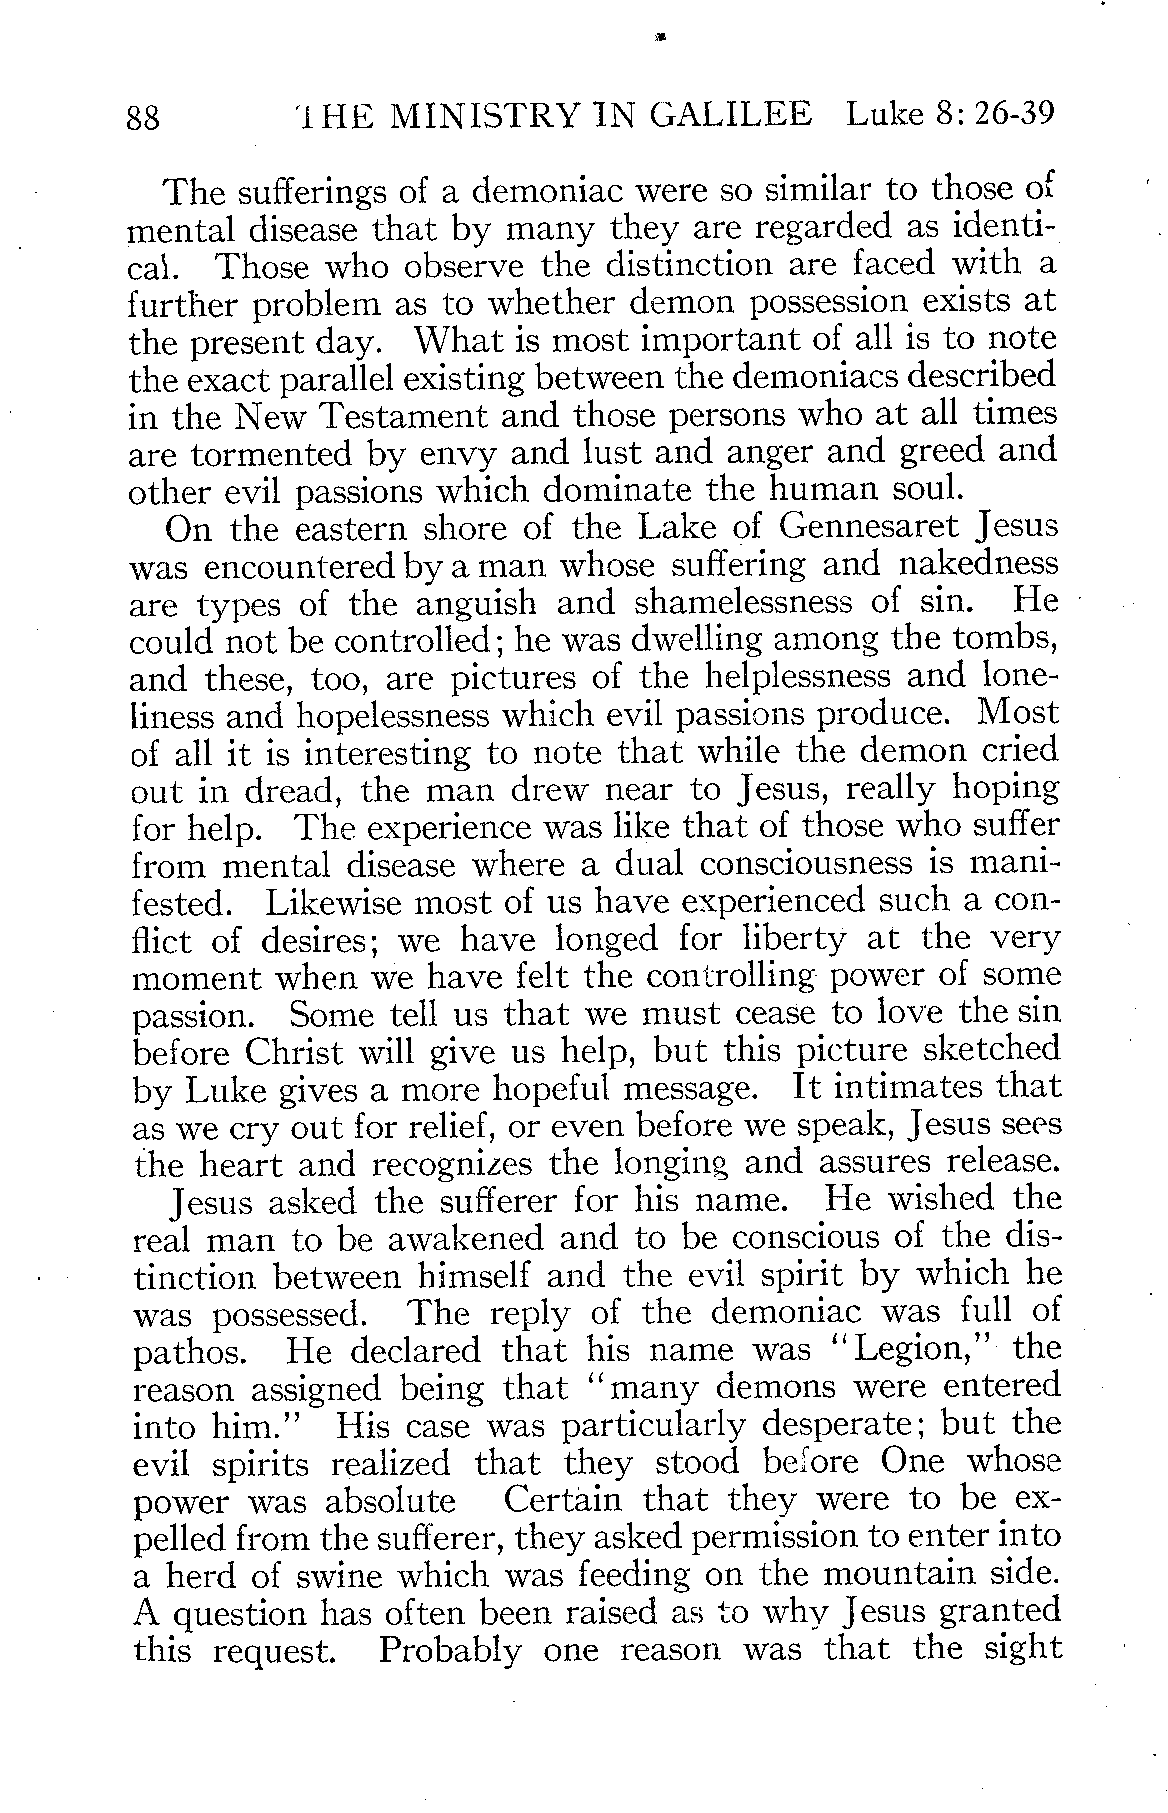 88 THE MINISTRY IN GALILEE Luke 8: 26-39
The sufferings of a demoniac were so similar to those of
mental disease that by many they are regarded as identi-
cal. Those who observe the distinction are faced with a
further problem as to whether demon possession exists at
the present day. What is most important of all is to note
the exact parallel existing between the demoniacs described
in the New Testament and those persons who at all times
are tormented by envy and lust and anger and greed and
other evil passions which dominate the human soul.
On the eastern shore of the Lake of Gennesaret Jesus
was encountered by a man whose suffering and nakedness
are types of the anguish and shamelessness of sin. He
could not be controlled; he was dwelling among the tombs,
and these, too, are pictures of the helplessness and lone-
liness and hopelessness which evil passions produce. Most
of all it is interesting to note that while the demon cried
out in dread, the man drew near to Jesus, really hoping
for help. The experience was like that of those who suffer
from mental disease where a dual consciousness is mani-
fested. Likewise most of us have experienced such a con-
flict of desires; we have longed for liberty at the very
moment when we have felt the controlling power of some
passion. Some tell us that we must cease to love the sin
before Christ will give us help, but this picture sketched
by Luke gives a more hopeful message. It intimates that
as we cry out for relief, or even before we speak, Jesus sees
the heart and recognizes the longing and assures release.
Jesus asked the sufferer for his name. He wished the
real man to be awakened and to be conscious of the dis-
tinction between himself and the evil spirit by which he
was possessed. The reply of the demoniac was full of
pathos. He declared that his name was "Legion," the
reason assigned being that "many demons were entered
into him." His case was particularly desperate; but the
evil spirits realized that they stood before One whose
power was absolute Certain that they were to be ex-
pelled from the sufferer, they asked permission to enter into
a herd of swine which was feeding on the mountain side.
A question has often been raised as to why Jesus granted
this request. Probably one reason was that the sight